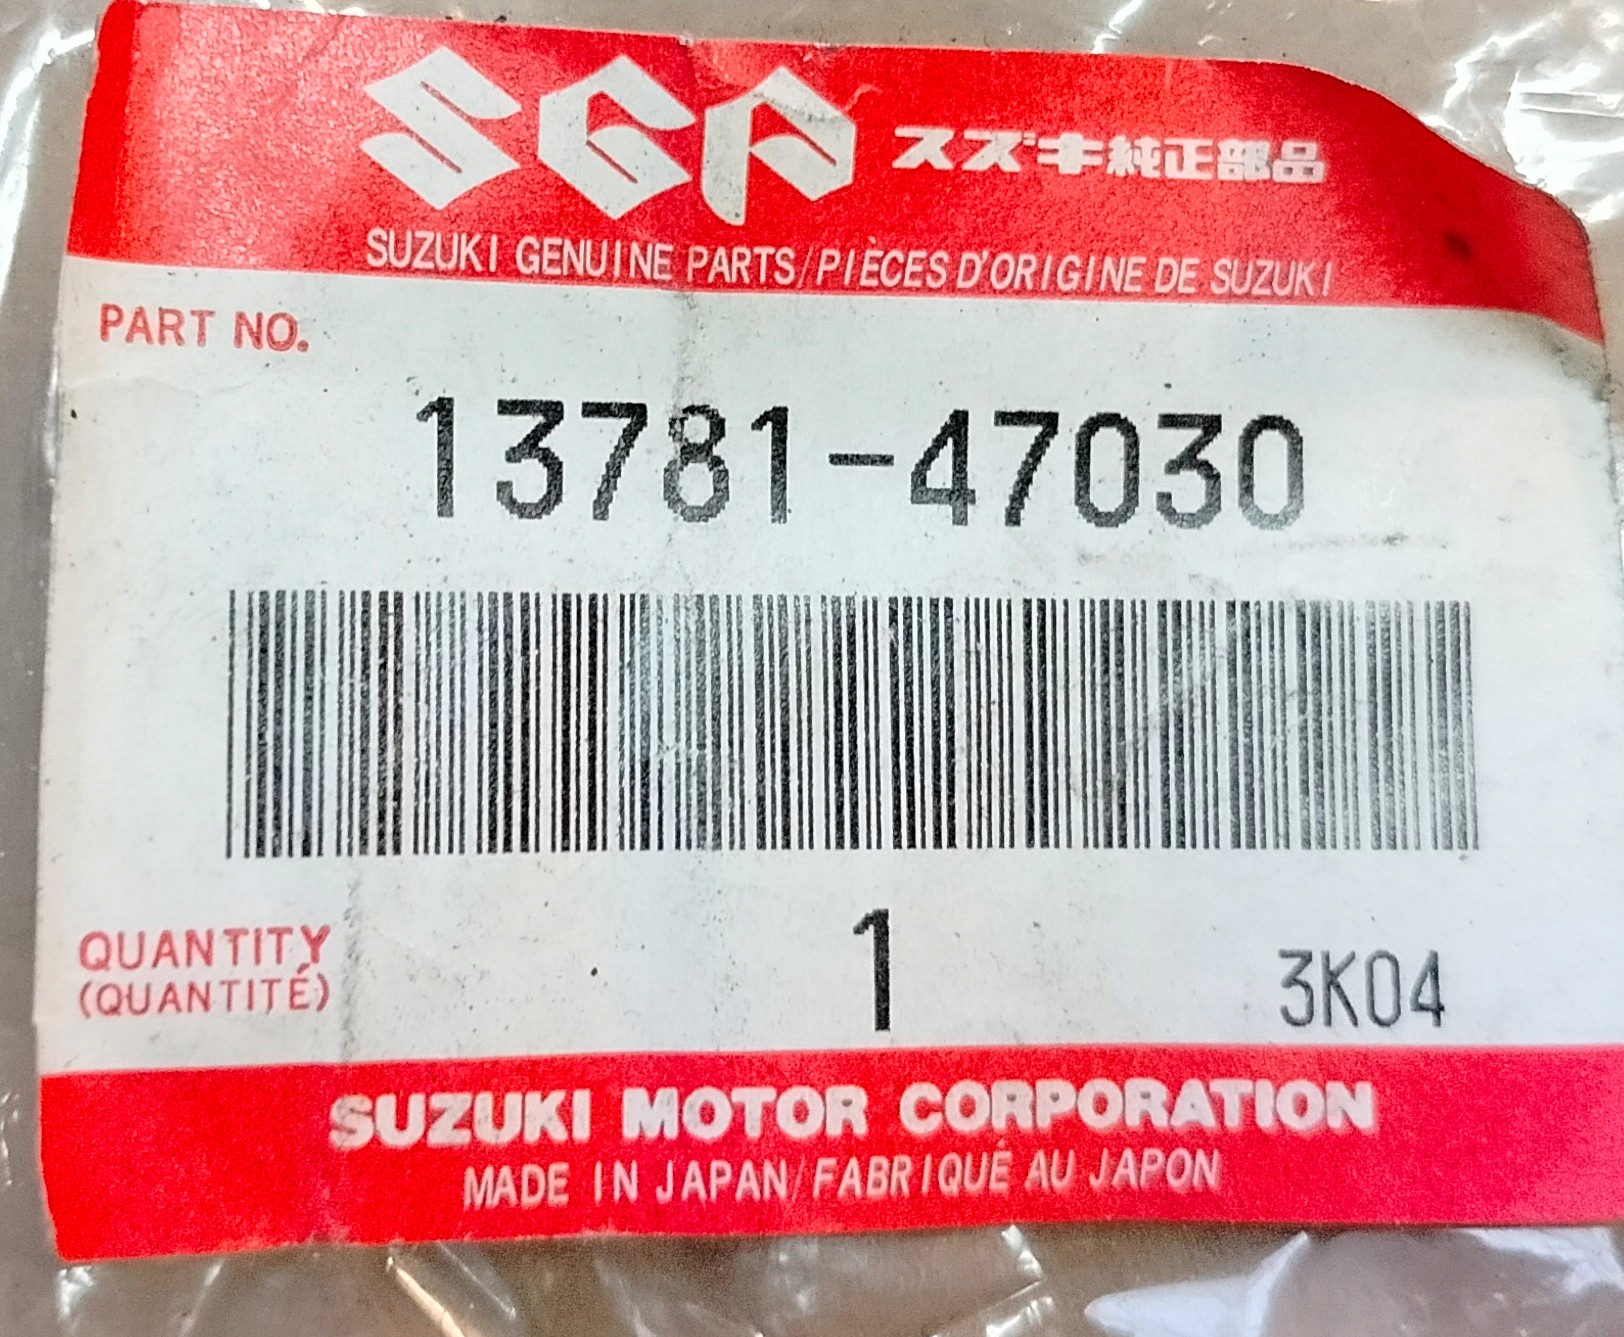 SGP スズキ純正部品
SUZUKI GENUINE PARTS/PIÈCES D'ORIGINE DE SUZUKI
PART NO.
13781-47030
QUANTITY
(QUANTITÉ)
1
3K04
SUZUKI MOTOR CORPORATION
MADE IN JAPAN/FABRIQUÉ AU JAPON